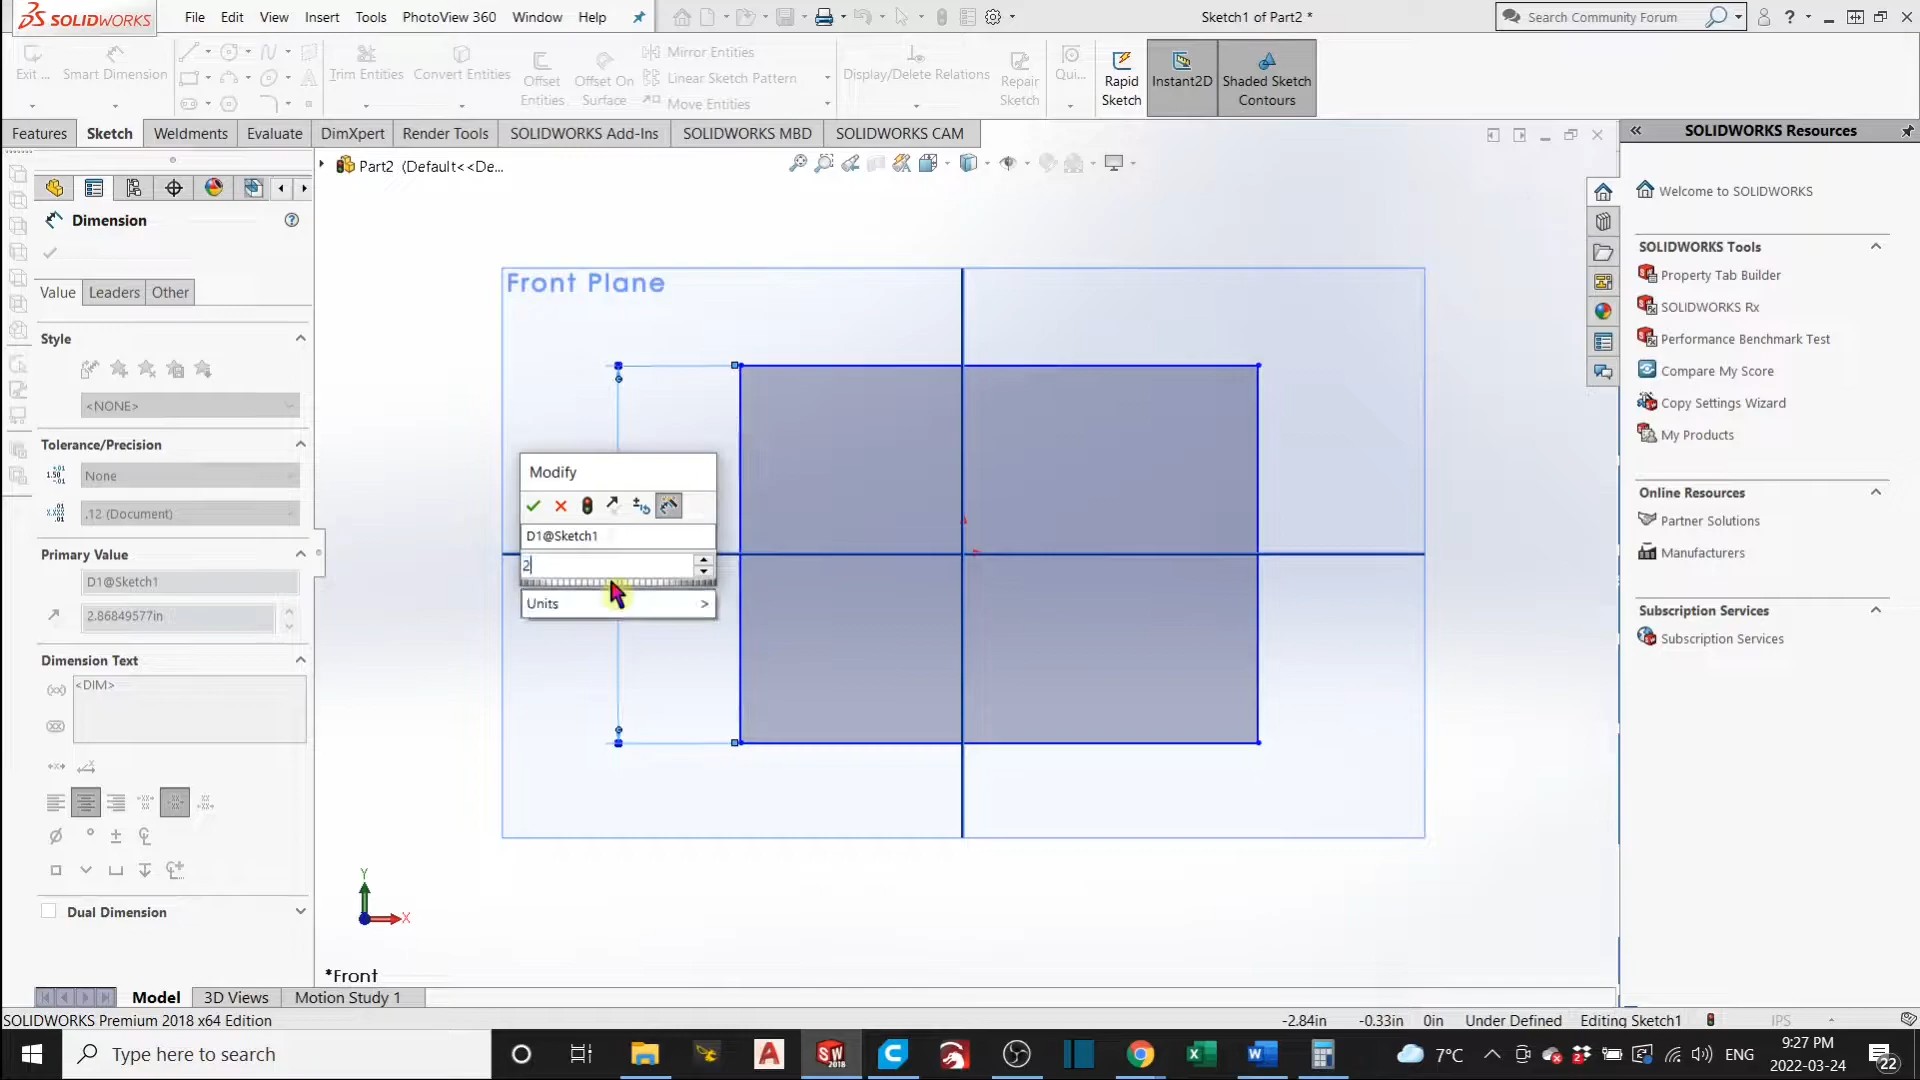 SOLIDWORKS File Edit View Insert Tools PhotoView 360 Window Help Sketch1 of Part2 * Search Community Forum ?
Exit ... Smart Dimension Trim Entities Convert Entities Offset Entities Offset On Surface Mirror Entities Linear Sketch Pattern Move Entities Display/Delete Relations Repair Sketch Qui... Rapid Sketch Instant2D Shaded Sketch Contours
Features Sketch Weldments Evaluate DimXpert Render Tools SOLIDWORKS Add-Ins SOLIDWORKS MBD SOLIDWORKS CAM
Part2 (Default<<De...
Dimension
Value Leaders Other
Style
<NONE>
Tolerance/Precision
None
.12 (Document)
Primary Value
D1@Sketch1
2.86849577in
Dimension Text
<DIM>
Dual Dimension
Front Plane
Modify
D1@Sketch1
2
Units >
Y
X
*Front
SOLIDWORKS Resources
Welcome to SOLIDWORKS
SOLIDWORKS Tools
Property Tab Builder
SOLIDWORKS Rx
Performance Benchmark Test
Compare My Score
Copy Settings Wizard
My Products
Online Resources
Partner Solutions
Manufacturers
Subscription Services
Subscription Services
Model 3D Views Motion Study 1
SOLIDWORKS Premium 2018 x64 Edition -2.84in -0.33in 0in Under Defined Editing Sketch1 IPS
Type here to search 7°C ENG 9:27 PM
2022-03-24 22